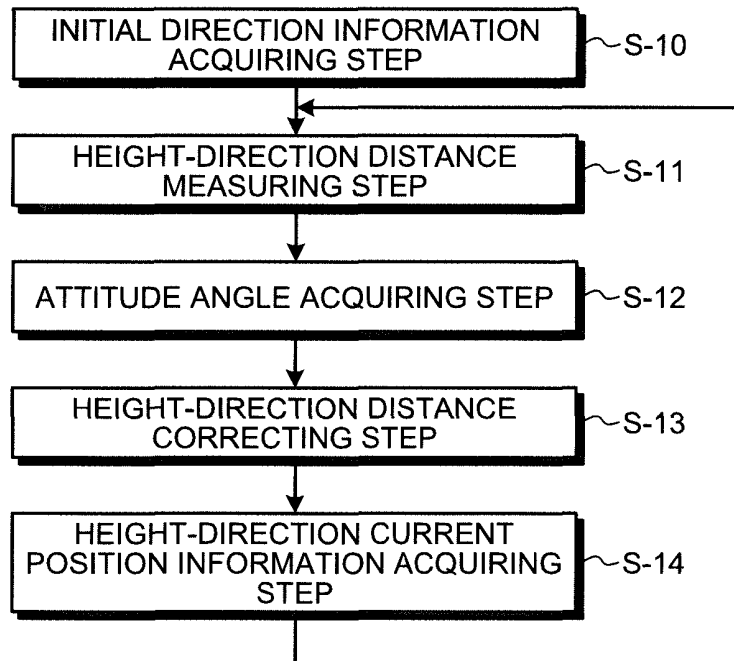 INITIAL DIRECTION INFORMATION
ACQUIRING STEP
S-10
HEIGHT-DIRECTION DISTANCE
MEASURING STEP
S-11
ATTITUDE ANGLE ACQUIRING STEP
S-12
HEIGHT-DIRECTION DISTANCE
CORRECTING STEP
S-13
HEIGHT-DIRECTION CURRENT
POSITION INFORMATION ACQUIRING
STEP
S-14